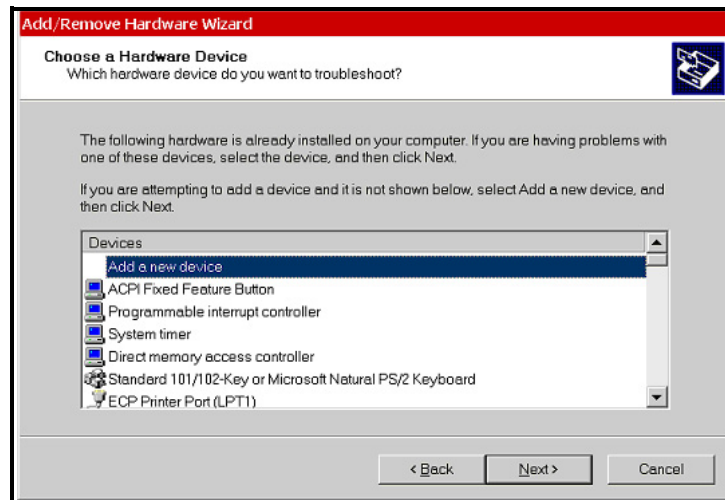 Add/Remove Hardware Wizard
Choose a Hardware Device
Which hardware device do you want to troubleshoot?
The following hardware is already installed on your computer. If you are having problems with
one of these devices, select the device, and then click Next.
If you are attempting to add a device and it is not shown below, select Add a new device, and
then click Next.
Devices
Add a new device
ACPI Fixed Feature Button
Programmable interrupt controller
System timer
Direct memory access controller
Standard 101/102-Key or Microsoft Natural PS/2 Keyboard
ECP Printer Port (LPT1)
< Back
Next >
Cancel